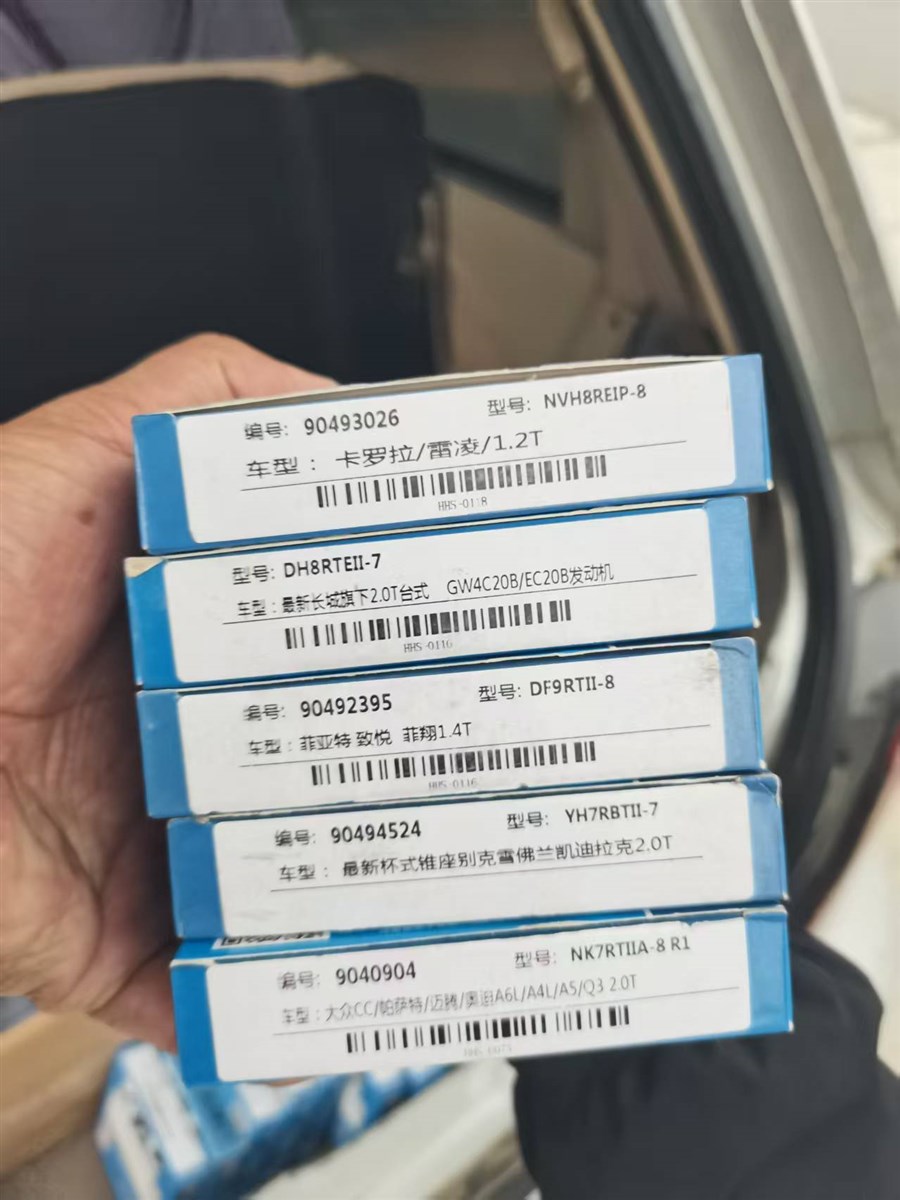 编号: 90493026 型号: NVH8REIP-8
车型： 卡罗拉/雷凌/1.2T
HHS-0118
型号: DH8RTEII-7
车型：最新长城旗下2.0T台式 GW4C20B/EC20B发动机
HHS-0116
编号: 90492395 型号: DF9RTII-8
车型：菲亚特 致悦 菲翔1.4T
HHS-0116
编号: 90494524 型号: YH7RBTII-7
车型： 最新杯式锥座别克雪佛兰凯迪拉克2.0T
编号: 9040904 型号: NK7RTIIA-8 R1
车型：大众CC/帕萨特/迈腾/奥迪A6L/A4L/A5/Q3 2.0T